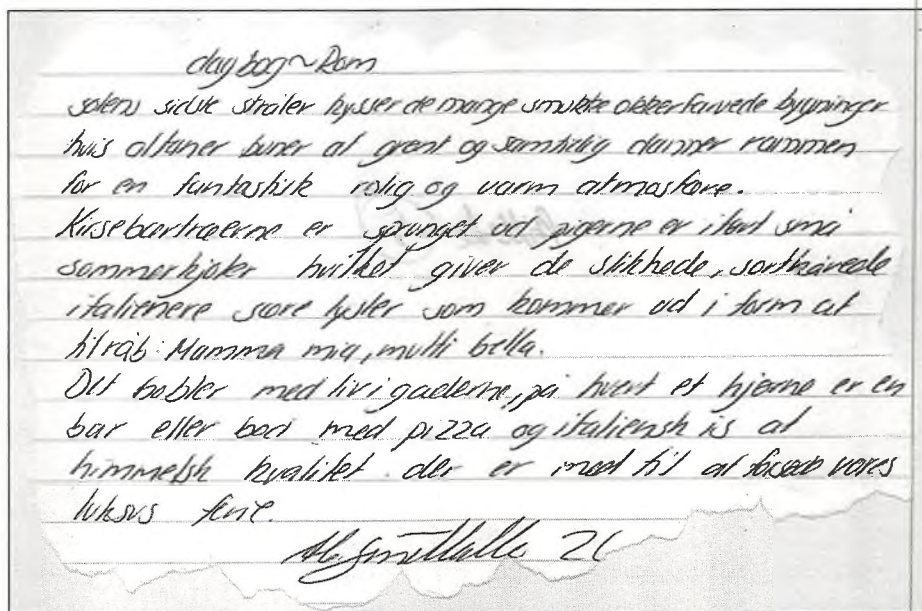 dagbog ~ Rom
solens sidste stråler kysser de mange smukke okkerfarvede bygninger
hvis altaner buner af grønt og samtidig danner rammen
for en fantastisk rolig og varm atmosfære.
Kirsebærtræerne er sprunget ud pigerne er iført små
sommerkjoler hvilket giver de slikhede, sorthårede
italienere store lyster som kommer ud i form af
tilråb: Mamma mia, multi bella.
Det bobler med liv i gaderne, på hvert et hjørne er en
bar eller bod med pizza og italiensk is af
himmelsk kvalitet. der er med til at forsøde vores
luksus ferie.